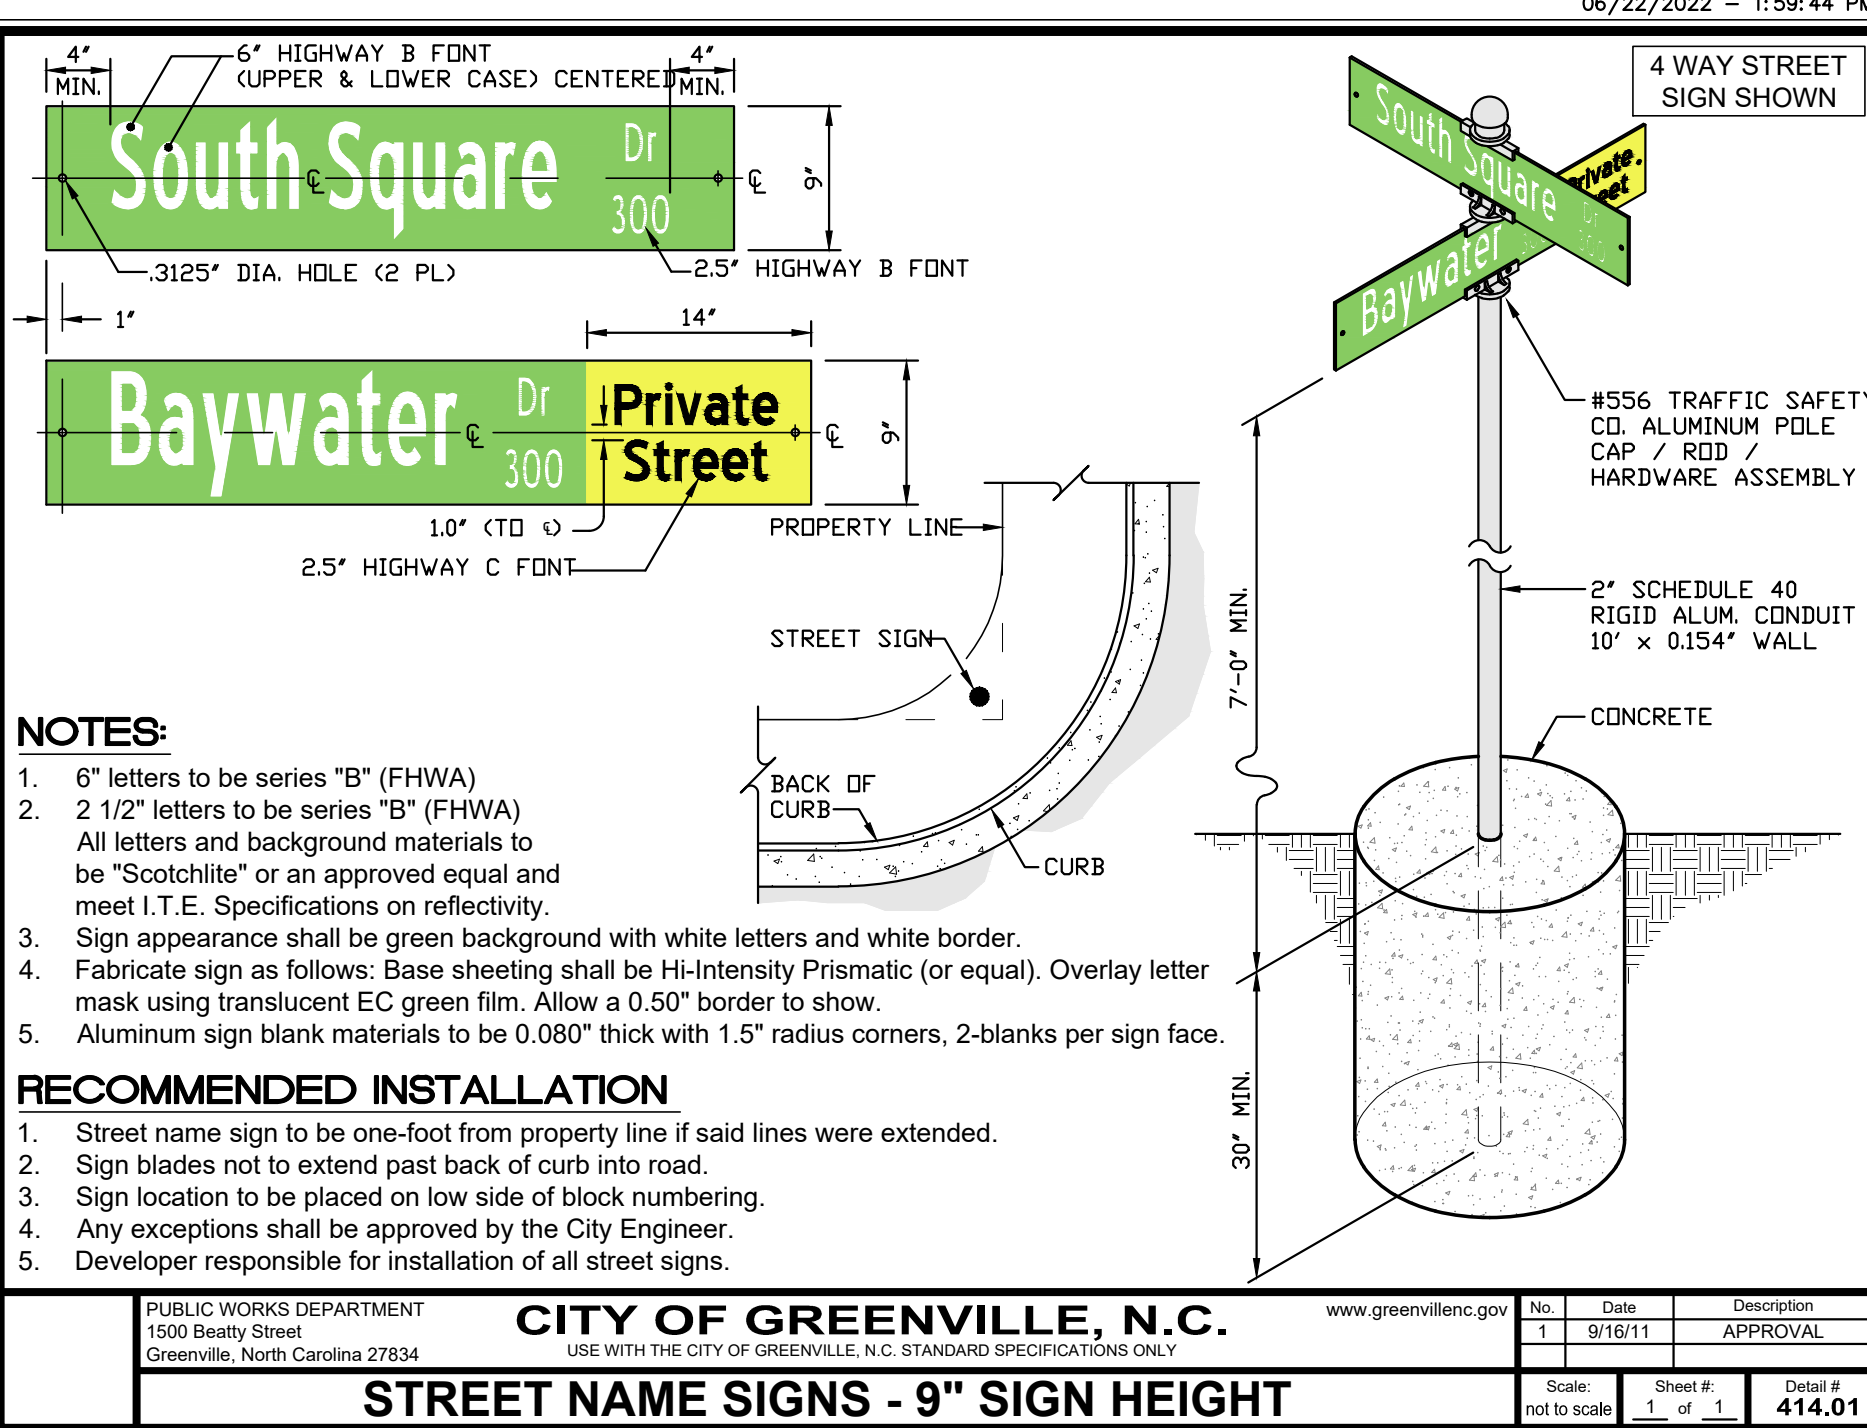 06/22/2022 - 1:59:44 PM
4"
MIN.
6" HIGHWAY B FONT
(UPPER & LOWER CASE) CENTERED
4"
MIN.
South Square
Dr
300
℄
℄
9"
.3125" DIA. HOLE (2 PL)
2.5" HIGHWAY B FONT
1"
14"
Baywater
Dr
300
Private
Street
℄
℄
9"
1.0" (TO ℄)
2.5" HIGHWAY C FONT
PROPERTY LINE
STREET SIGN
BACK OF
CURB
CURB
4 WAY STREET
SIGN SHOWN
South Square
Dr
300
Private
Street
Baywater
#556 TRAFFIC SAFETY
CO. ALUMINUM POLE
CAP / ROD /
HARDWARE ASSEMBLY
2" SCHEDULE 40
RIGID ALUM. CONDUIT
10' x 0.154" WALL
CONCRETE
7'-0" MIN.
30" MIN.
NOTES:
1. 6" letters to be series "B" (FHWA)
2. 2 1/2" letters to be series "B" (FHWA)
All letters and background materials to
be "Scotchlite" or an approved equal and
meet I.T.E. Specifications on reflectivity.
3. Sign appearance shall be green background with white letters and white border.
4. Fabricate sign as follows: Base sheeting shall be Hi-Intensity Prismatic (or equal). Overlay letter
mask using translucent EC green film. Allow a 0.50" border to show.
5. Aluminum sign blank materials to be 0.080" thick with 1.5" radius corners, 2-blanks per sign face.
RECOMMENDED INSTALLATION
1. Street name sign to be one-foot from property line if said lines were extended.
2. Sign blades not to extend past back of curb into road.
3. Sign location to be placed on low side of block numbering.
4. Any exceptions shall be approved by the City Engineer.
5. Developer responsible for installation of all street signs.
PUBLIC WORKS DEPARTMENT
1500 Beatty Street
Greenville, North Carolina 27834
CITY OF GREENVILLE, N.C.
USE WITH THE CITY OF GREENVILLE, N.C. STANDARD SPECIFICATIONS ONLY
www.greenvillenc.gov
No. Date Description
1 9/16/11 APPROVAL
STREET NAME SIGNS - 9" SIGN HEIGHT
Scale:
not to scale
Sheet #:
1 of 1
Detail #
414.01